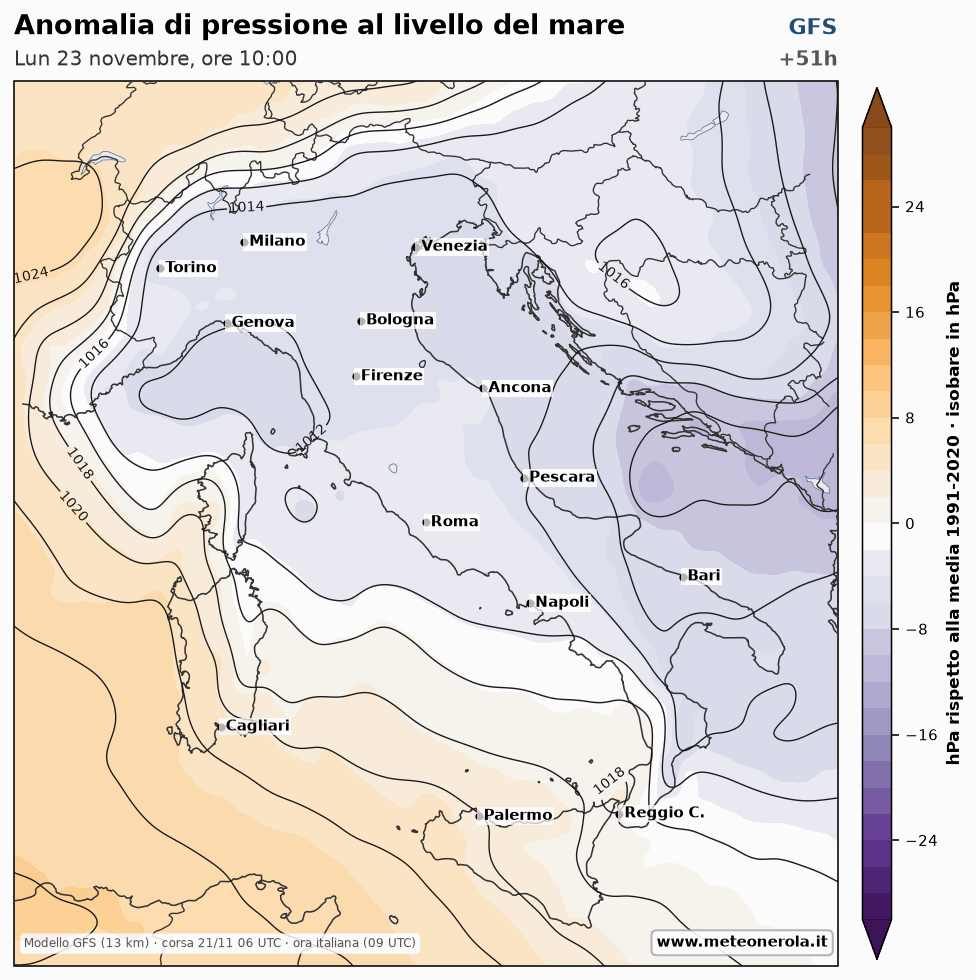 Anomalia di pressione al livello del mare
GFS
Lun 23 novembre, ore 10:00
+51h
1014
Milano
Venezia
Torino
1024
1016
Genova
Bologna
1016
Firenze
Ancona
1012
1018
Pescara
1020
Roma
Bari
Napoli
Cagliari
1018
Palermo
Reggio C.
Modello GFS (13 km) · corsa 21/11 06 UTC · ora italiana (09 UTC)
www.meteonerola.it
24
16
8
0
−8
−16
−24
hPa rispetto alla media 1991-2020 · isobare in hPa